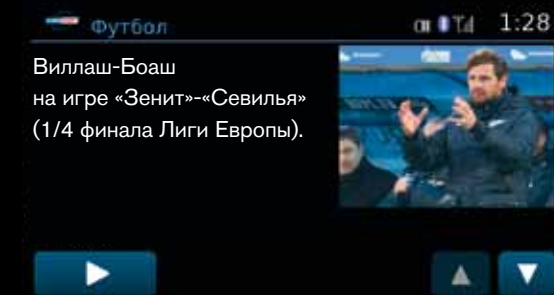 Футбол
1:28
Виллаш-Боаш
на игре «Зенит»-«Севилья»
(1/4 финала Лиги Европы).